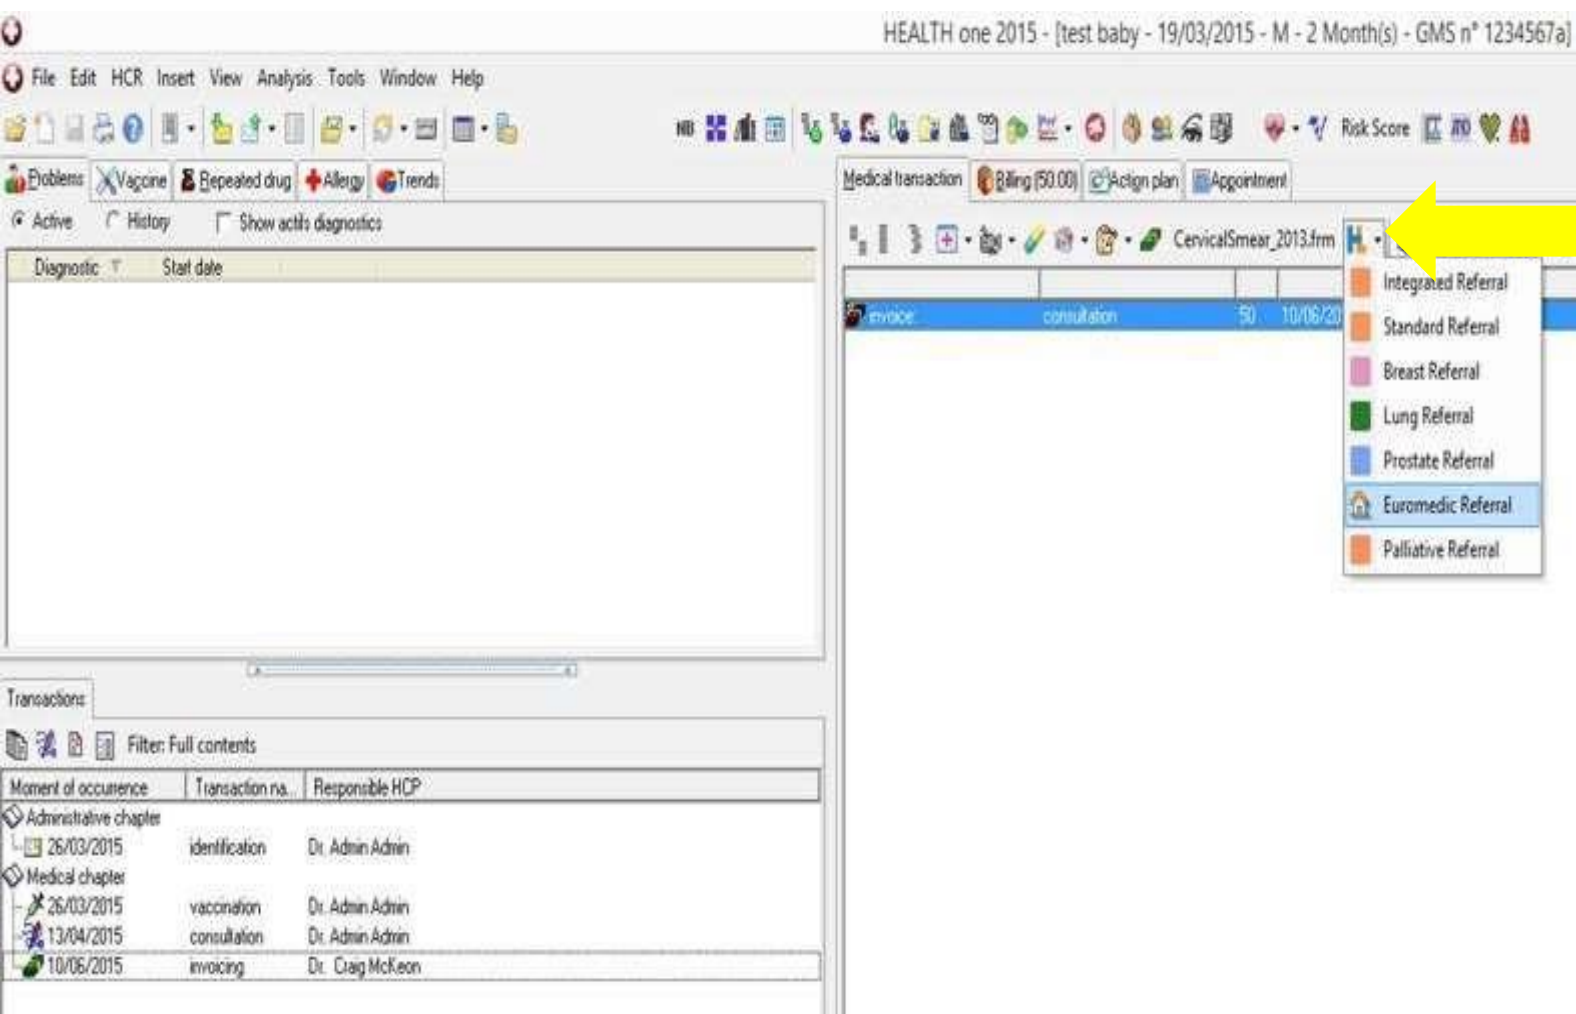 HEALTH one 2015 - [test baby - 19/03/2015 - M - 2 Month(s) - GMS n° 1234567a]
File Edit HCR Insert View Analysis Tools Window Help
NB Risk Score
Problems Vaccine Repeated drug Allergy Trends
Medical transaction Billing (50.00) Action plan Appointment
Active History Show actifs diagnostics
CervicalSmear_2013.frm
Diagnostic Start date
Integrated Referral
invoice: consultation 50 10/06/20
Standard Referral
Breast Referral
Lung Referral
Prostate Referral
Euromedic Referral
Palliative Referral
Transactions
Filter: Full contents
Moment of occurrence Transaction na... Responsible HCP
Administrative chapter
26/03/2015 identification Dr. Admin Admin
Medical chapter
26/03/2015 vaccination Dr. Admin Admin
13/04/2015 consultation Dr. Admin Admin
10/06/2015 invoicing Dr. Craig McKeon